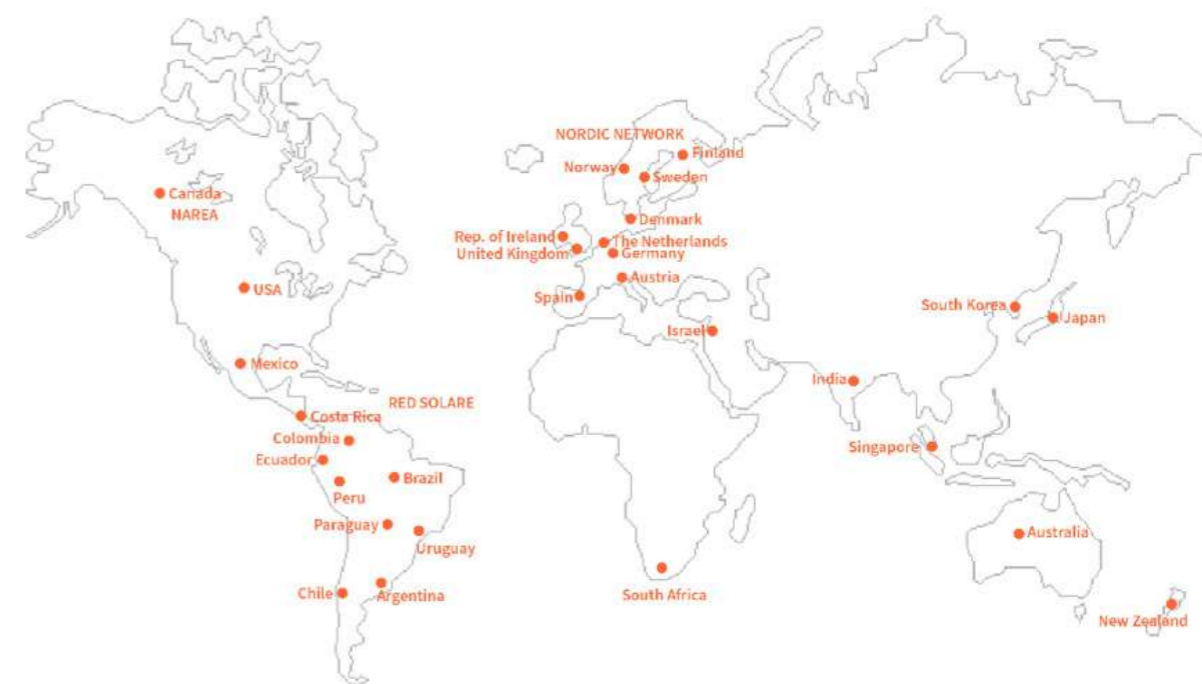 NORDIC NETWORK
Finland
Norway
Sweden
Canada
NAREA
Denmark
Rep. of Ireland
The Netherlands
United Kingdom
Germany
Austria
USA
Spain
South Korea
Japan
Israel
Mexico
India
RED SOLARE
Costa Rica
Colombia
Singapore
Ecuador
Brazil
Peru
Paraguay
Uruguay
Australia
Chile
Argentina
South Africa
New Zealand